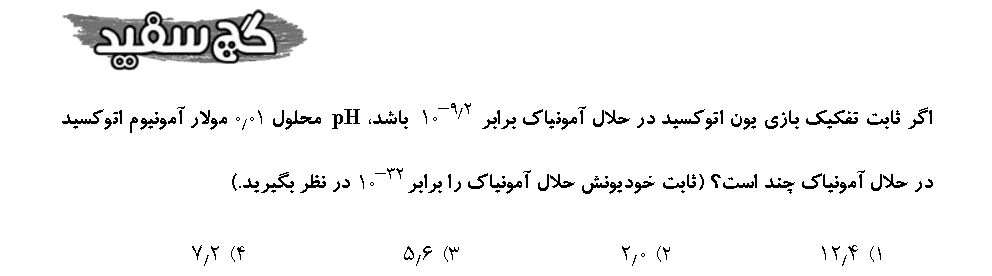 گچ سفید
اگر ثابت تفکیک بازی یون اتوکسید در حلال آمونیاک برابر ۱۰^−۹٫۲ باشد، pH محلول ۰٫۰۱ مولار آمونیوم اتوکسید
در حلال آمونیاک چند است؟ (ثابت خودیونش حلال آمونیاک را برابر ۱۰^−۳۲ در نظر بگیرید.)
۱) ۱۲٫۴ ۲) ۲٫۰ ۳) ۵٫۶ ۴) ۷٫۲